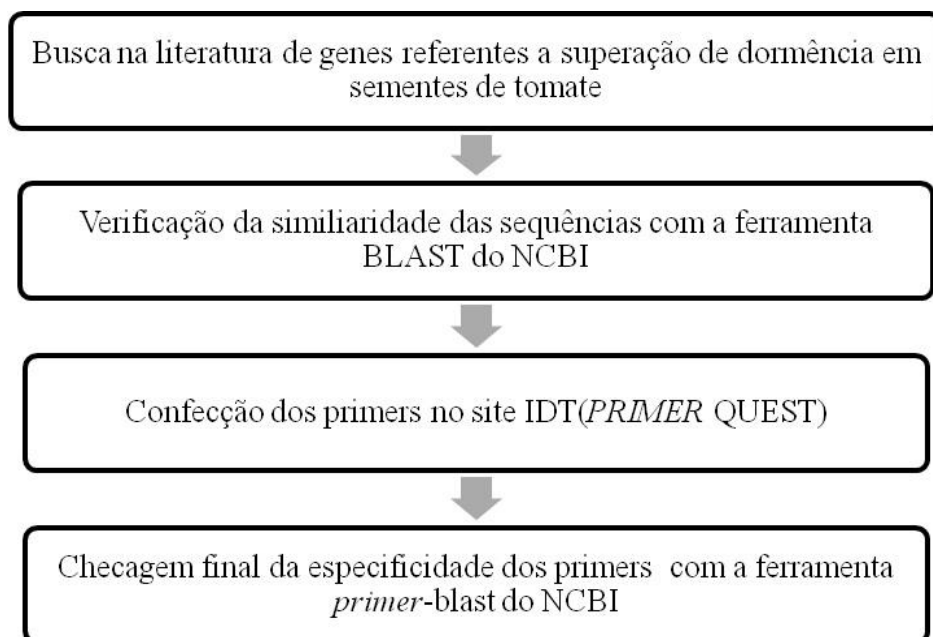 Busca na literatura de genes referentes a superação de dormência em
sementes de tomate
Verificação da similiaridade das sequências com a ferramenta
BLAST do NCBI
Confecção dos primers no site IDT(PRIMER QUEST)
Checagem final da especificidade dos primers com a ferramenta
primer-blast do NCBI